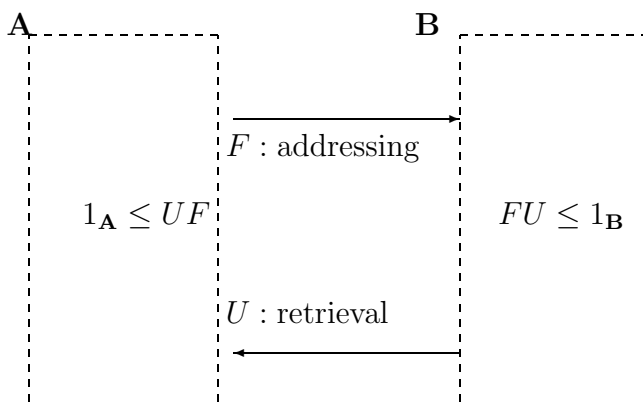 A B
F : addressing
1_A ≤ UF FU ≤ 1_B
U : retrieval